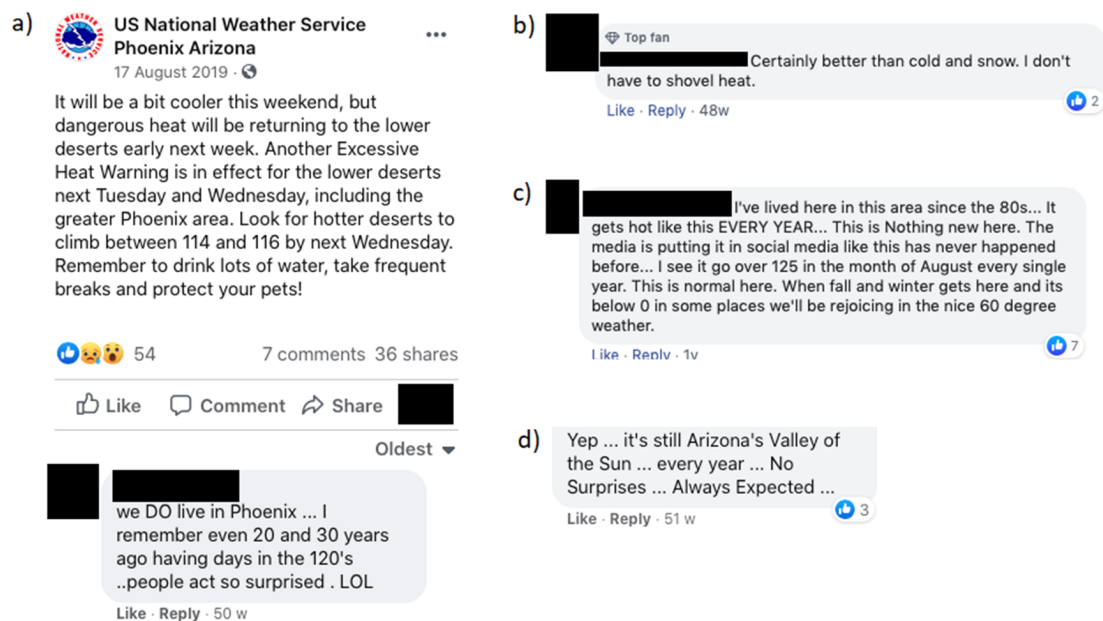 a)
US National Weather Service
Phoenix Arizona
17 August 2019 ·
It will be a bit cooler this weekend, but
dangerous heat will be returning to the lower
deserts early next week. Another Excessive
Heat Warning is in effect for the lower deserts
next Tuesday and Wednesday, including the
greater Phoenix area. Look for hotter deserts to
climb between 114 and 116 by next Wednesday.
Remember to drink lots of water, take frequent
breaks and protect your pets!
54 7 comments 36 shares
Like Comment Share
Oldest
we DO live in Phoenix ... I
remember even 20 and 30 years
ago having days in the 120's
..people act so surprised . LOL
Like · Reply · 50 w
b)
Top fan
Certainly better than cold and snow. I don't
have to shovel heat.
2
Like · Reply · 48w
c)
I've lived here in this area since the 80s... It
gets hot like this EVERY YEAR... This is Nothing new here. The
media is putting it in social media like this has never happened
before... I see it go over 125 in the month of August every single
year. This is normal here. When fall and winter gets here and its
below 0 in some places we'll be rejoicing in the nice 60 degree
weather.
7
Like · Reply · 1y
d)
Yep ... it's still Arizona's Valley of
the Sun ... every year ... No
Surprises ... Always Expected ...
3
Like · Reply · 51 w